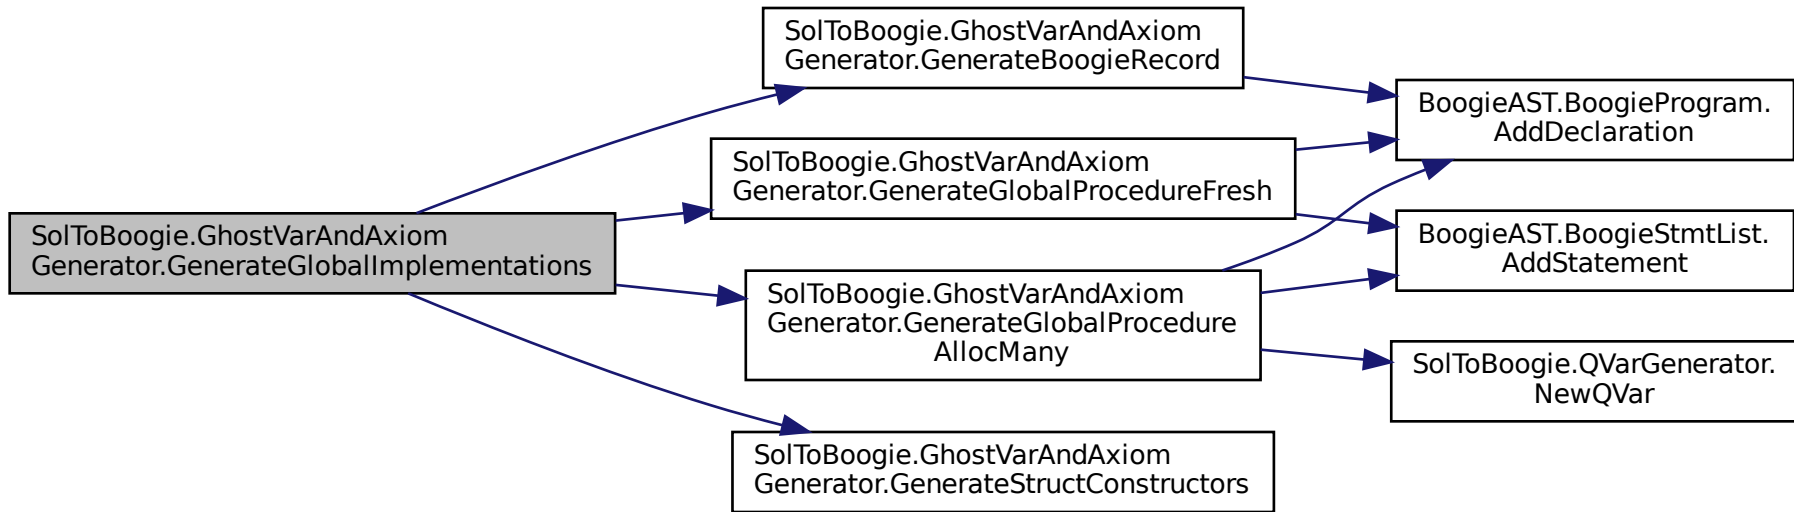 SolToBoogie.GhostVarAndAxiom
Generator.GenerateGlobalImplementations
SolToBoogie.GhostVarAndAxiom
Generator.GenerateBoogieRecord
SolToBoogie.GhostVarAndAxiom
Generator.GenerateGlobalProcedureFresh
SolToBoogie.GhostVarAndAxiom
Generator.GenerateGlobalProcedure
AllocMany
SolToBoogie.GhostVarAndAxiom
Generator.GenerateStructConstructors
BoogieAST.BoogieProgram.
AddDeclaration
BoogieAST.BoogieStmtList.
AddStatement
SolToBoogie.QVarGenerator.
NewQVar